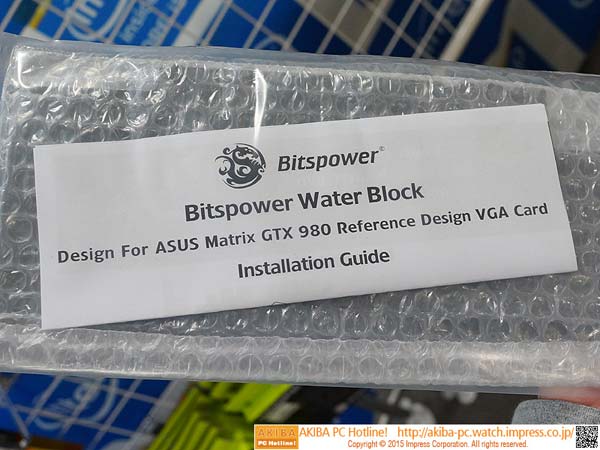 Bitspower®
Bitspower Water Block
Design For ASUS Matrix GTX 980 Reference Design VGA Card
Installation Guide
AKIBA PC Hotline!
AKIBA PC Hotline! http://akiba-pc.watch.impress.co.jp/
Copyright © 2015 Impress Corporation. All rights reserved.